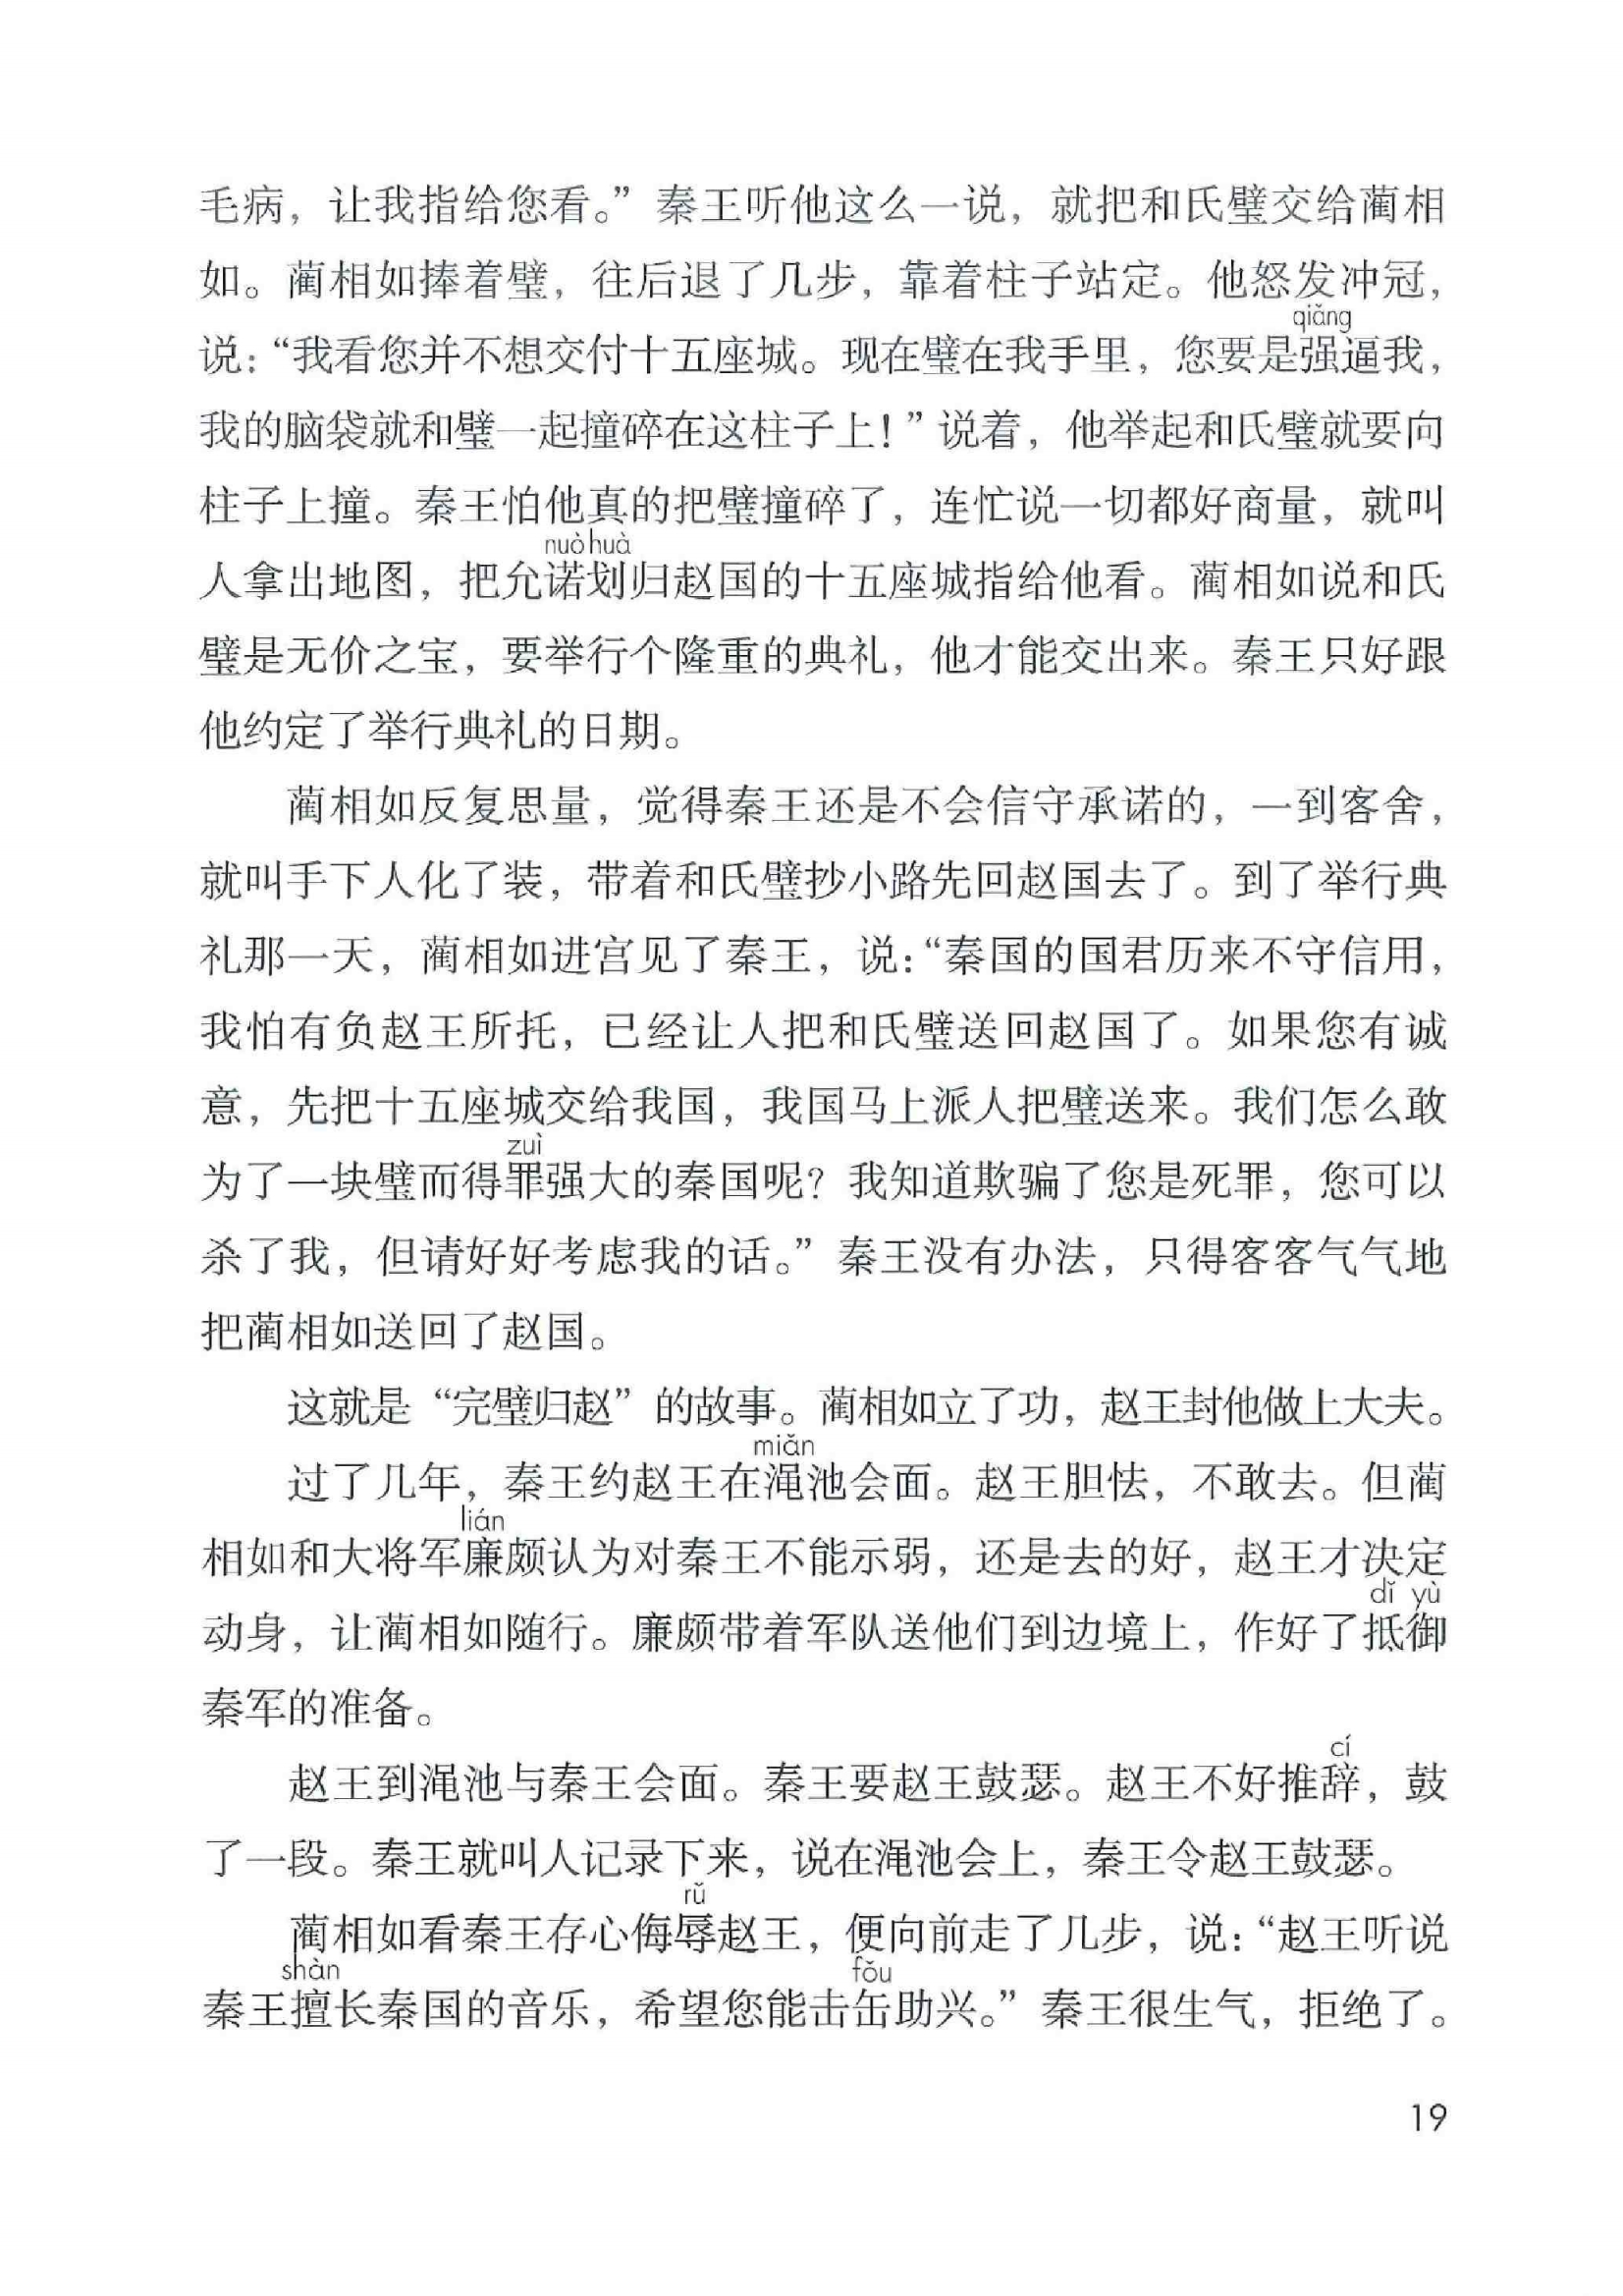 毛病，让我指给您看。”秦王听他这么一说，就把和氏璧交给蔺相
如。蔺相如捧着璧，往后退了几步，靠着柱子站定。他怒发冲冠，
qiǎng
说：“我看您并不想交付十五座城。现在璧在我手里，您要是强逼我，
我的脑袋就和璧一起撞碎在这柱子上！”说着，他举起和氏璧就要向
柱子上撞。秦王怕他真的把璧撞碎了，连忙说一切都好商量，就叫
nuò huà
人拿出地图，把允诺划归赵国的十五座城指给他看。蔺相如说和氏
璧是无价之宝，要举行个隆重的典礼，他才能交出来。秦王只好跟
他约定了举行典礼的日期。
蔺相如反复思量，觉得秦王还是不会信守承诺的，一到客舍，
就叫手下人化了装，带着和氏璧抄小路先回赵国去了。到了举行典
礼那一天，蔺相如进宫见了秦王，说：“秦国的国君历来不守信用，
我怕有负赵王所托，已经让人把和氏璧送回赵国了。如果您有诚
意，先把十五座城交给我国，我国马上派人把璧送来。我们怎么敢
zuì
为了一块璧而得罪强大的秦国呢？我知道欺骗了您是死罪，您可以
杀了我，但请好好考虑我的话。”秦王没有办法，只得客客气气地
把蔺相如送回了赵国。
这就是“完璧归赵”的故事。蔺相如立了功，赵王封他做上大夫。
miǎn
过了几年，秦王约赵王在渑池会面。赵王胆怯，不敢去。但蔺
lián
相如和大将军廉颇认为对秦王不能示弱，还是去的好，赵王才决定
dǐ yù
动身，让蔺相如随行。廉颇带着军队送他们到边境上，作好了抵御
秦军的准备。
cí
赵王到渑池与秦王会面。秦王要赵王鼓瑟。赵王不好推辞，鼓
了一段。秦王就叫人记录下来，说在渑池会上，秦王令赵王鼓瑟。
rǔ
蔺相如看秦王存心侮辱赵王，便向前走了几步，说：“赵王听说
shàn fǒu
秦王擅长秦国的音乐，希望您能击缶助兴。”秦王很生气，拒绝了。
19